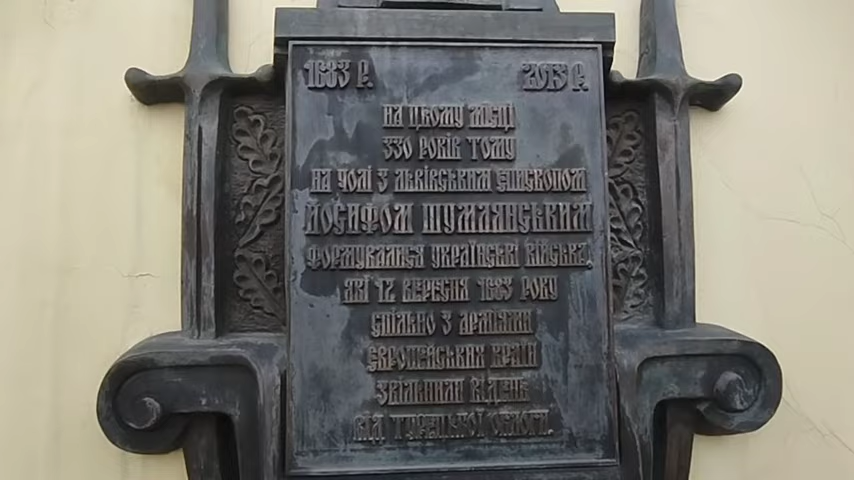 1683 Р. 2013 Р.
НА ЦЬОМУ МІСЦІ
330 РОКІВ ТОМУ
НА ЧОЛІ З ЛЬВІВСЬКИМ ЄПИСКОПОМ
ЙОСИФОМ ШУМЛЯНСЬКИМ
ФОРМУВАЛИСЯ УКРАЇНСЬКІ ВІЙСЬКА,
ЯКІ 12 ВЕРЕСНЯ 1683 РОКУ
СПІЛЬНО З АРМІЯМИ
ЄВРОПЕЙСЬКИХ КРАЇН
ЗВІЛЬНИЛИ ВІДЕНЬ
ВІД ТУРЕЦЬКОЇ ОБЛОГИ